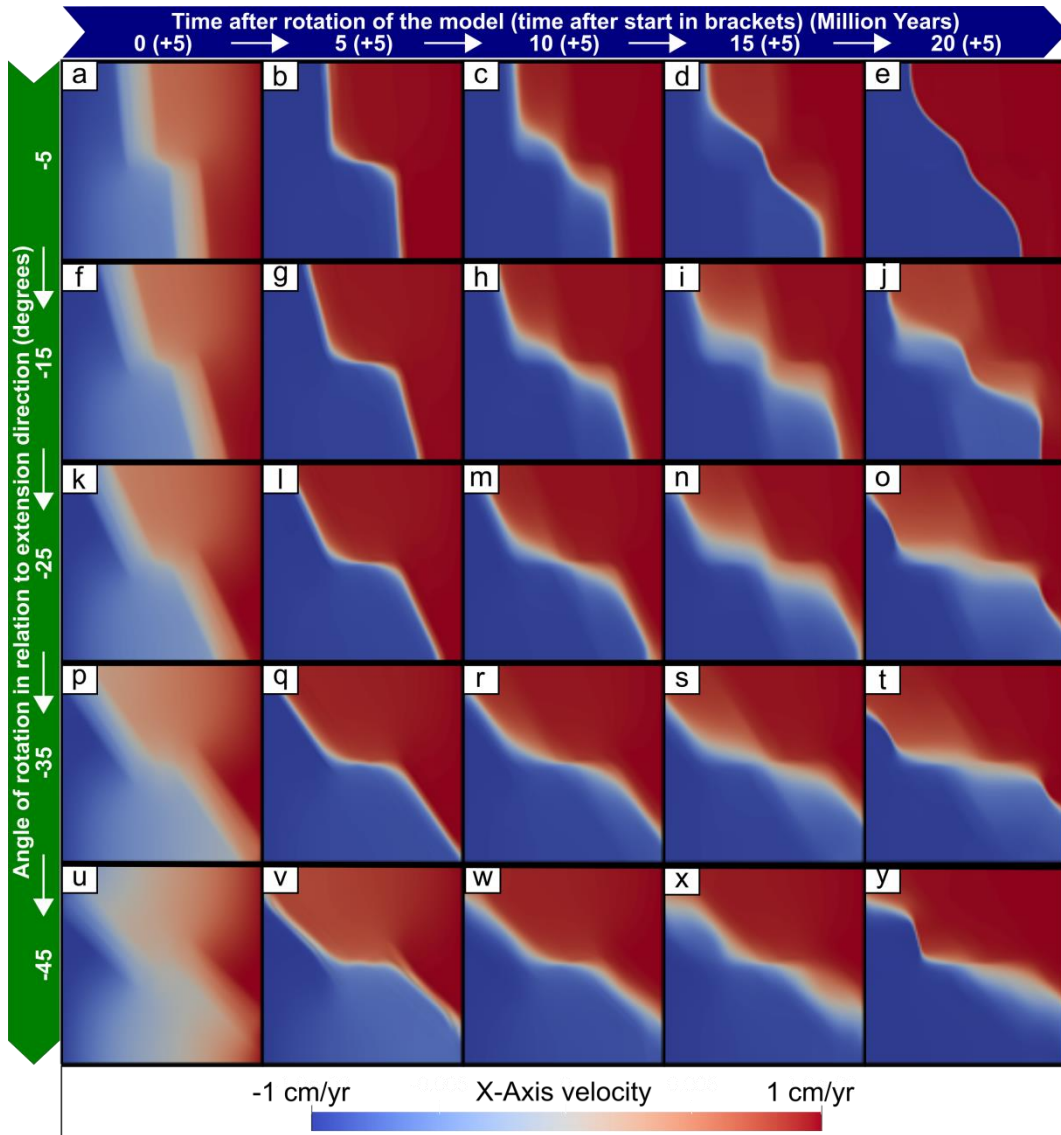 Time after rotation of the model (time after start in brackets) (Million Years)
0 (+5) 5 (+5) 10 (+5) 15 (+5) 20 (+5)
Angle of rotation in relation to extension direction (degrees)
a b c d e
-5
f g h i j
-15
k l m n o
-25
p q r s t
-35
u v w x y
-45
-1 cm/yr X-Axis velocity 1 cm/yr